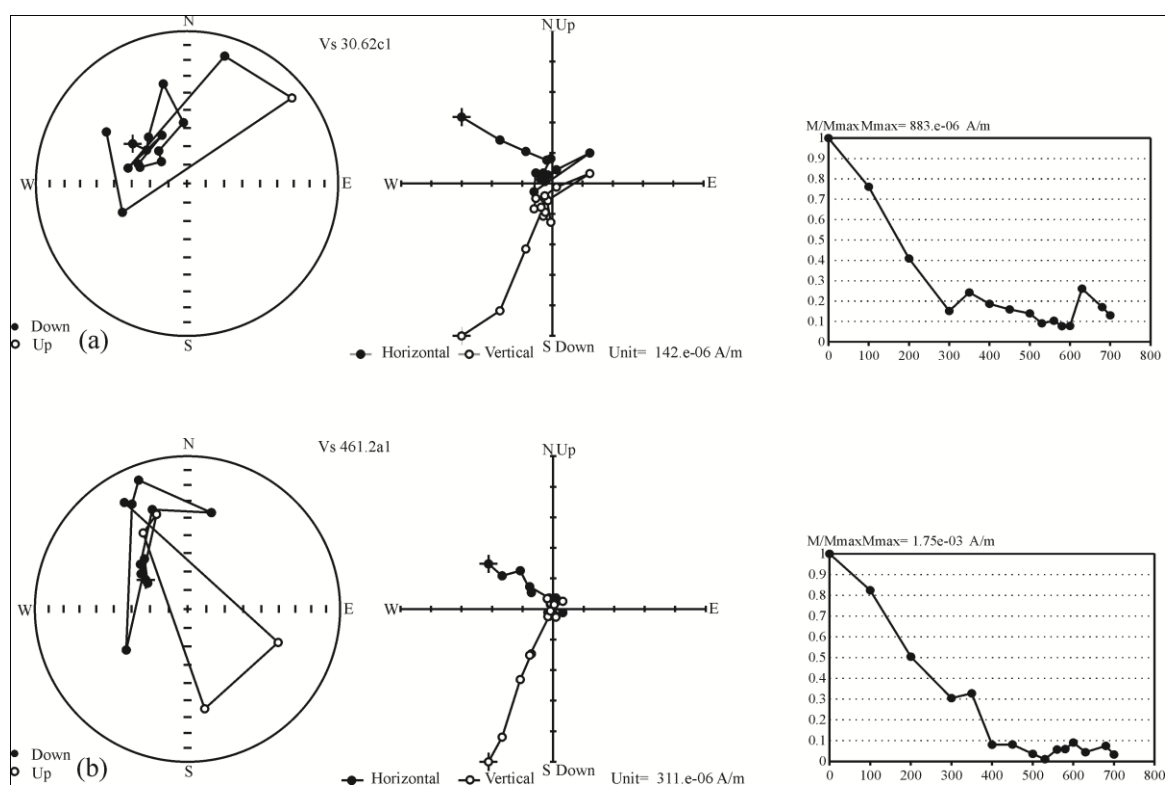 Vs 30.62c1
N
W
E
S
Down
Up
(a)
N Up
W
E
S Down
Horizontal Vertical Unit= 142.e-06 A/m
M/MmaxMmax= 883.e-06 A/m
1
0.9
0.8
0.7
0.6
0.5
0.4
0.3
0.2
0.1
0
0 100 200 300 400 500 600 700 800
Vs 461.2a1
N
W
E
S
Down
Up
(b)
N Up
W
E
S Down
Horizontal Vertical Unit= 311.e-06 A/m
M/MmaxMmax= 1.75e-03 A/m
1
0.9
0.8
0.7
0.6
0.5
0.4
0.3
0.2
0.1
0
0 100 200 300 400 500 600 700 800